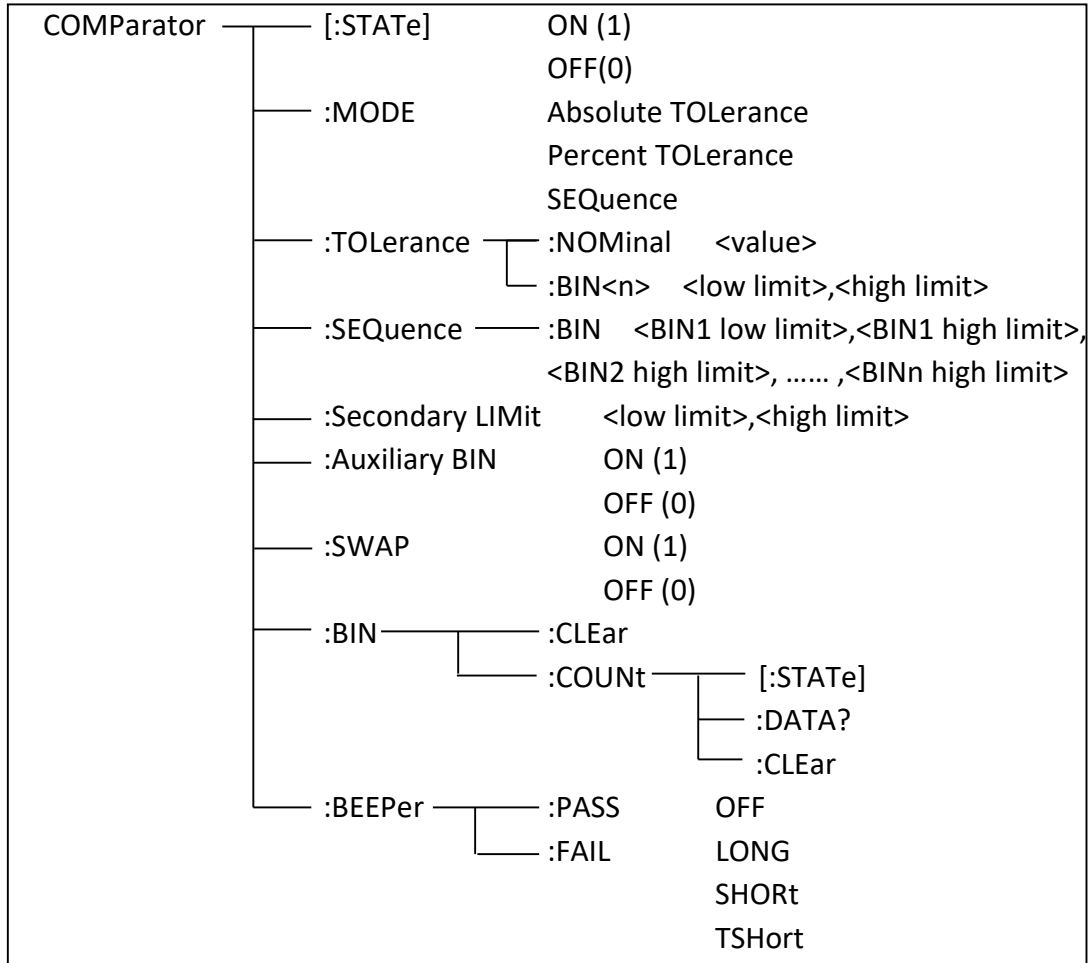 COMParator [:STATe] ON (1)
OFF(0)
:MODE Absolute TOLerance
Percent TOLerance
SEQuence
:TOLerance :NOMinal <value>
:BIN<n> <low limit>,<high limit>
:SEQuence :BIN <BIN1 low limit>,<BIN1 high limit>,
<BIN2 high limit>, …… ,<BINn high limit>
:Secondary LIMit <low limit>,<high limit>
:Auxiliary BIN ON (1)
OFF (0)
:SWAP ON (1)
OFF (0)
:BIN :CLEar
:COUNt [:STATe]
:DATA?
:CLEar
:BEEPer :PASS OFF
:FAIL LONG
SHORt
TSHort